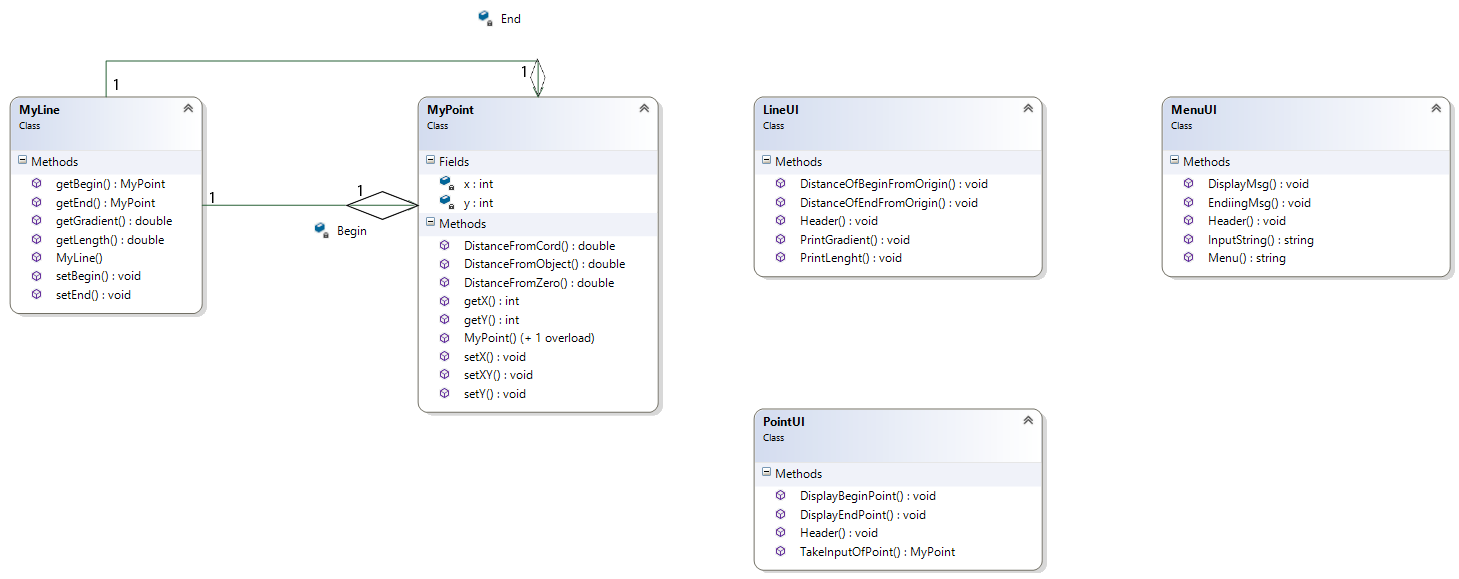 End
1
1
MyLine
Class
Methods
getBegin() : MyPoint
getEnd() : MyPoint
getGradient() : double
getLength() : double
MyLine()
setBegin() : void
setEnd() : void
1
1
Begin
MyPoint
Class
Fields
x : int
y : int
Methods
DistanceFromCord() : double
DistanceFromObject() : double
DistanceFromZero() : double
getX() : int
getY() : int
MyPoint() (+ 1 overload)
setX() : void
setXY() : void
setY() : void
LineUI
Class
Methods
DistanceOfBeginFromOrigin() : void
DistanceOfEndFromOrigin() : void
Header() : void
PrintGradient() : void
PrintLenght() : void
MenuUI
Class
Methods
DisplayMsg() : void
EndiingMsg() : void
Header() : void
InputString() : string
Menu() : string
PointUI
Class
Methods
DisplayBeginPoint() : void
DisplayEndPoint() : void
Header() : void
TakeInputOfPoint() : MyPoint